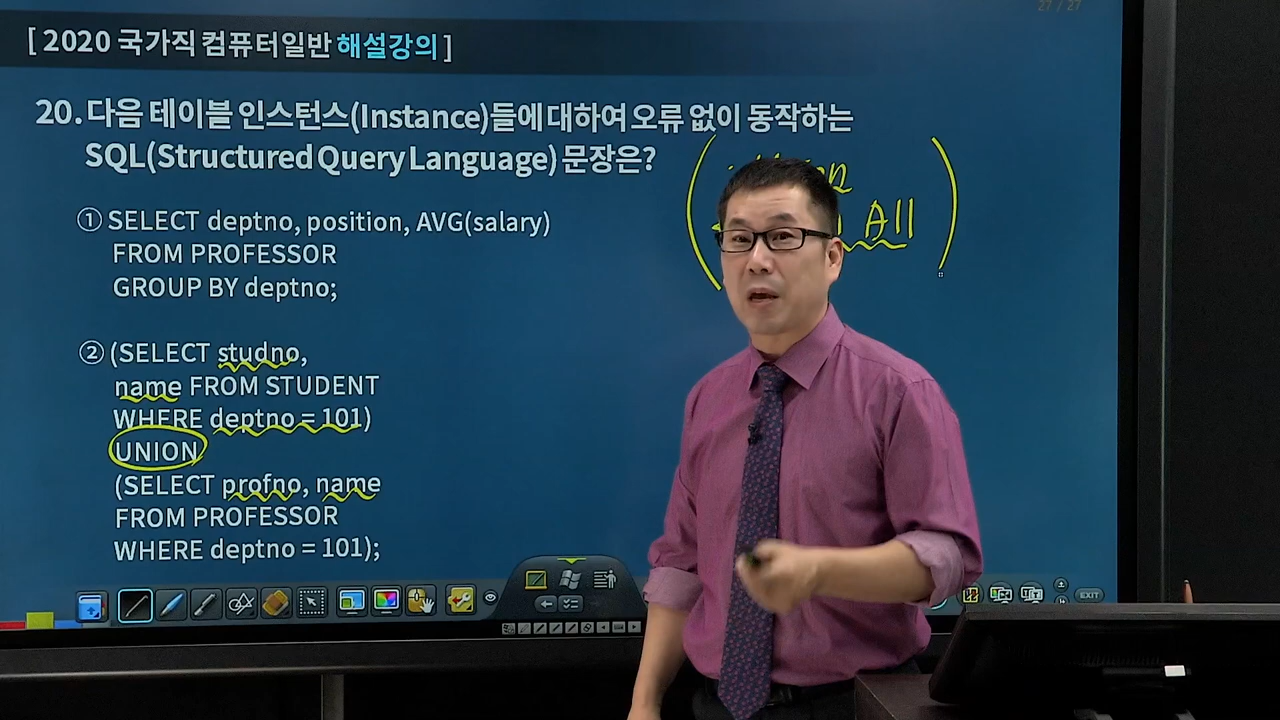 27 / 27
[ 2020 국가직 컴퓨터일반 해설강의 ]
20. 다음 테이블 인스턴스(Instance)들에 대하여 오류 없이 동작하는
SQL(Structured Query Language) 문장은?
All
① SELECT deptno, position, AVG(salary)
FROM PROFESSOR
GROUP BY deptno;
② (SELECT studno,
name FROM STUDENT
WHERE deptno = 101)
UNION
(SELECT profno, name
FROM PROFESSOR
WHERE deptno = 101);
EXIT